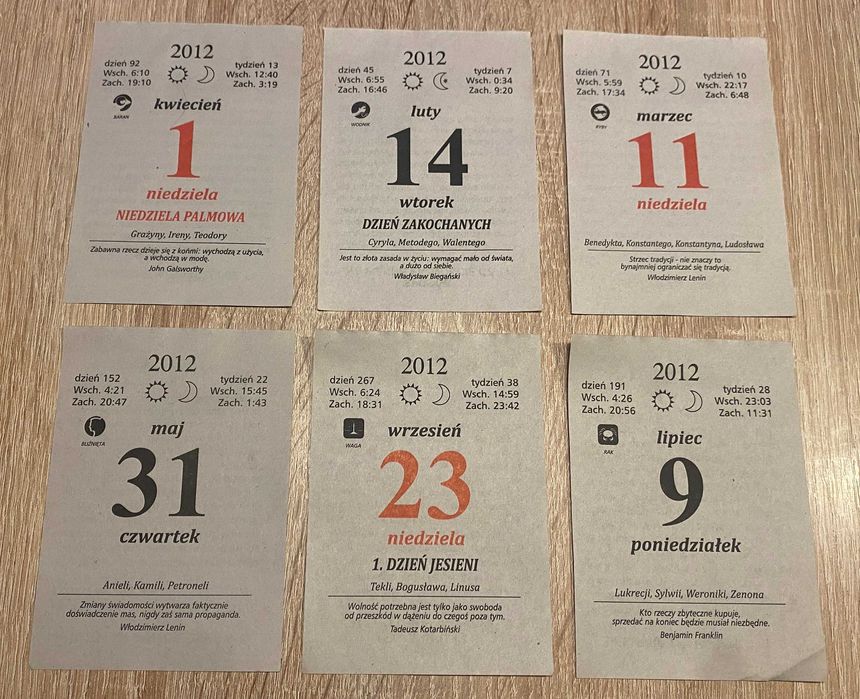 2012
dzień 92
Wsch. 6:10
Zach. 19:10
tydzień 13
Wsch. 12:40
Zach. 3:19
BARAN
kwiecień
1
niedziela
NIEDZIELA PALMOWA
Grażyny, Ireny, Teodory
Zabawna rzecz dzieje się z końmi: wychodzą z użycia,
a wchodzą w modę.
John Galsworthy
2012
dzień 45
Wsch. 6:55
Zach. 16:46
tydzień 7
Wsch. 0:34
Zach. 9:20
WODNIK
luty
14
wtorek
DZIEŃ ZAKOCHANYCH
Cyryla, Metodego, Walentego
Jest to złota zasada w życiu: wymagać mało od świata,
a dużo od siebie.
Władysław Biegański
2012
dzień 71
Wsch. 5:59
Zach. 17:34
tydzień 10
Wsch. 22:17
Zach. 6:48
RYBY
marzec
11
niedziela
Benedykta, Konstantego, Konstantyna, Ludosława
Strzec tradycji - nie znaczy to
bynajmniej ograniczać się tradycją.
Włodzimierz Lenin
2012
dzień 152
Wsch. 4:21
Zach. 20:47
tydzień 22
Wsch. 15:45
Zach. 1:43
BLIŹNIĘTA
maj
31
czwartek
Anieli, Kamili, Petroneli
Zmiany świadomości wytwarza faktycznie
doświadczenie mas, nigdy zaś sama propaganda.
Włodzimierz Lenin
2012
dzień 267
Wsch. 6:24
Zach. 18:31
tydzień 38
Wsch. 14:59
Zach. 23:42
WAGA
wrzesień
23
niedziela
1. DZIEŃ JESIENI
Tekli, Bogusława, Linusa
Wolność potrzebna jest tylko jako swoboda
od przeszkód w dążeniu do czegoś poza tym.
Tadeusz Kotarbiński
2012
dzień 191
Wsch. 4:26
Zach. 20:56
tydzień 28
Wsch. 23:03
Zach. 11:31
RAK
lipiec
9
poniedziałek
Lukrecji, Sylwii, Weroniki, Zenona
Kto rzeczy zbyteczne kupuje,
sprzedać na koniec będzie musiał niezbędne.
Benjamin Franklin